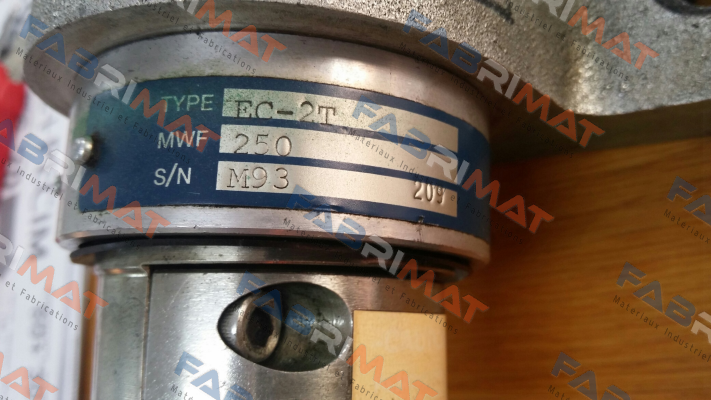 FABRIMAT
Matériaux Industriels et Fabrications
TYPE EC-2T
MWF 250
S/N M93 209